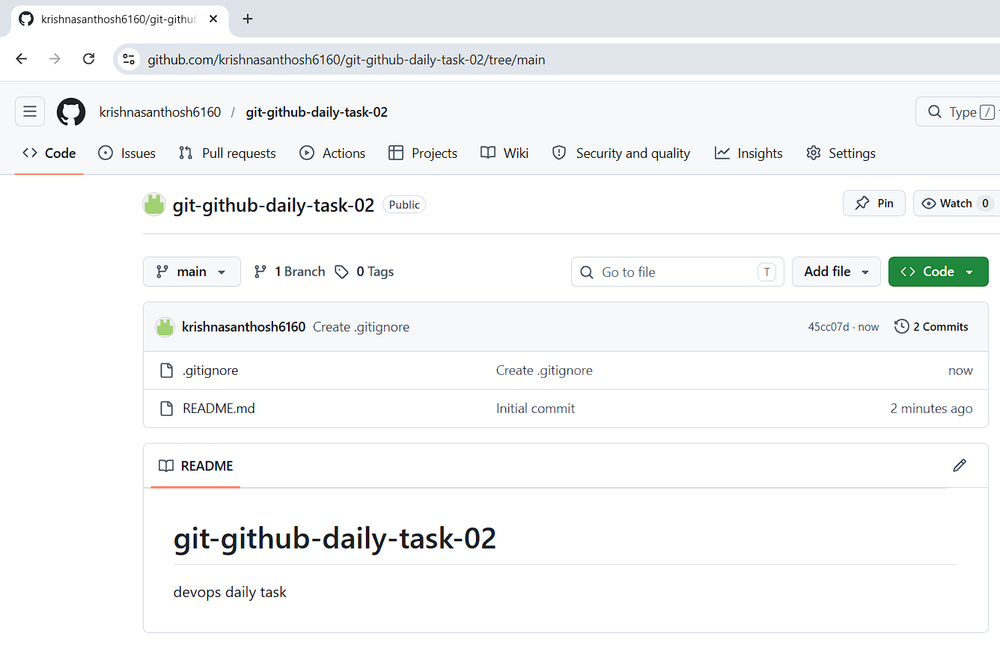 krishnasanthosh6160/git-github
github.com/krishnasanthosh6160/git-github-daily-task-02/tree/main
krishnasanthosh6160 / git-github-daily-task-02
Type /
Code Issues Pull requests Actions Projects Wiki Security and quality Insights Settings
git-github-daily-task-02 Public
Pin Watch 0
main 1 Branch 0 Tags Go to file T Add file Code
krishnasanthosh6160 Create .gitignore 45cc07d · now 2 Commits
.gitignore Create .gitignore now
README.md Initial commit 2 minutes ago
README
git-github-daily-task-02
devops daily task